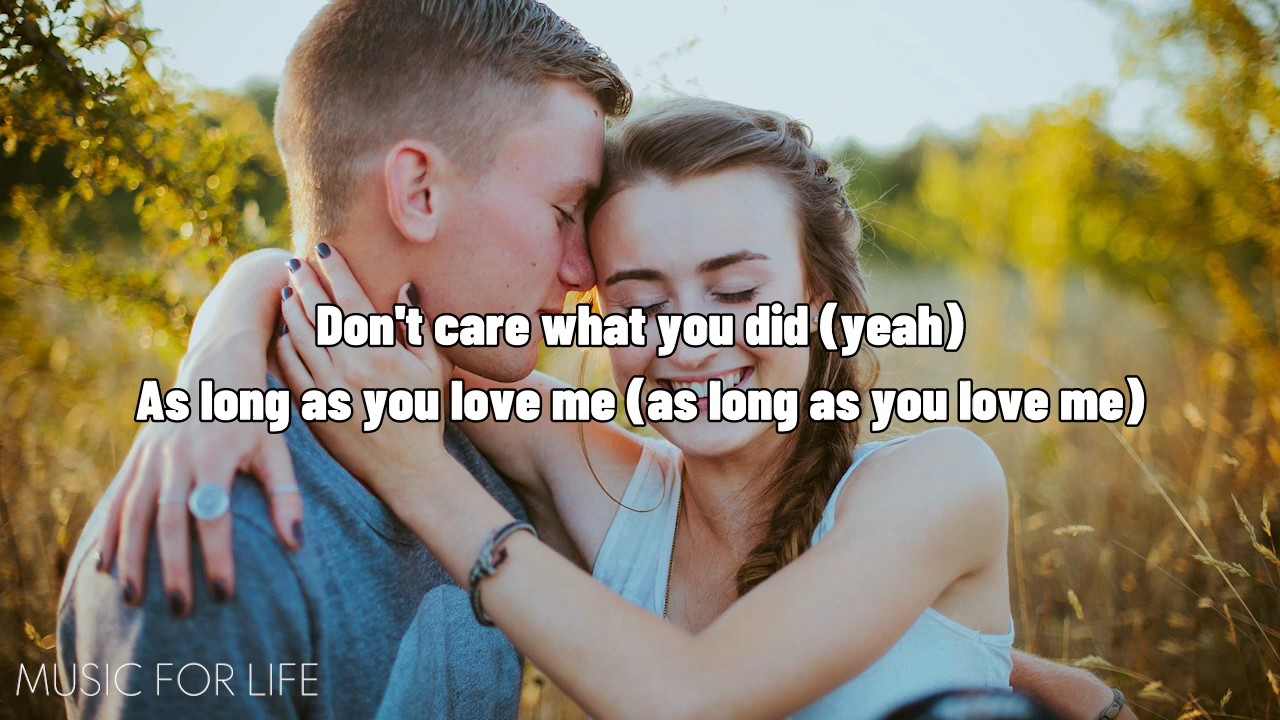 Don't care what you did (yeah)
As long as you love me (as long as you love me)
MUSIC FOR LIFE